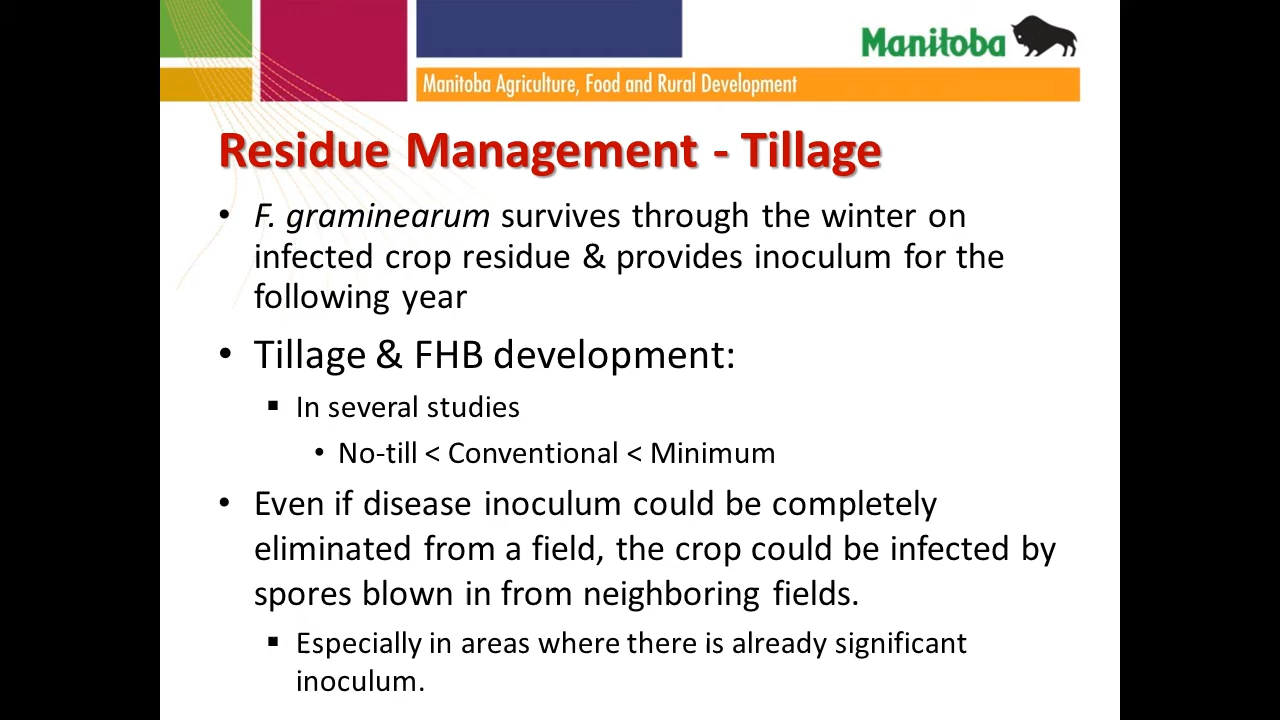 Manitoba
Manitoba Agriculture, Food and Rural Development
Residue Management - Tillage
• F. graminearum survives through the winter on
infected crop residue & provides inoculum for the
following year
• Tillage & FHB development:
▪ In several studies
• No-till < Conventional < Minimum
• Even if disease inoculum could be completely
eliminated from a field, the crop could be infected by
spores blown in from neighboring fields.
▪ Especially in areas where there is already significant
inoculum.